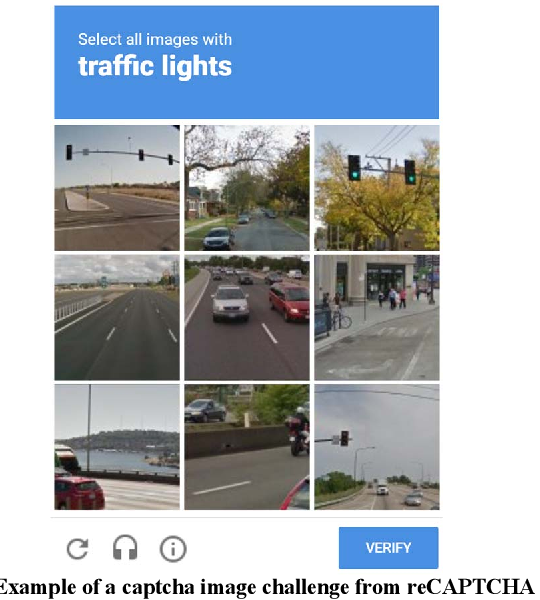 Select all images with
traffic lights
VERIFY
Example of a captcha image challenge from reCAPTCHA